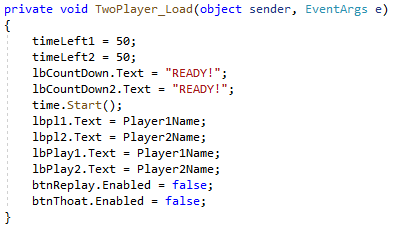 private void TwoPlayer_Load(object sender, EventArgs e)
{
timeLeft1 = 50;
timeLeft2 = 50;
lbCountDown.Text = "READY!";
lbCountDown2.Text = "READY!";
time.Start();
lbpl1.Text = Player1Name;
lbpl2.Text = Player2Name;
lbPlay1.Text = Player1Name;
lbPlay2.Text = Player2Name;
btnReplay.Enabled = false;
btnThoat.Enabled = false;
}